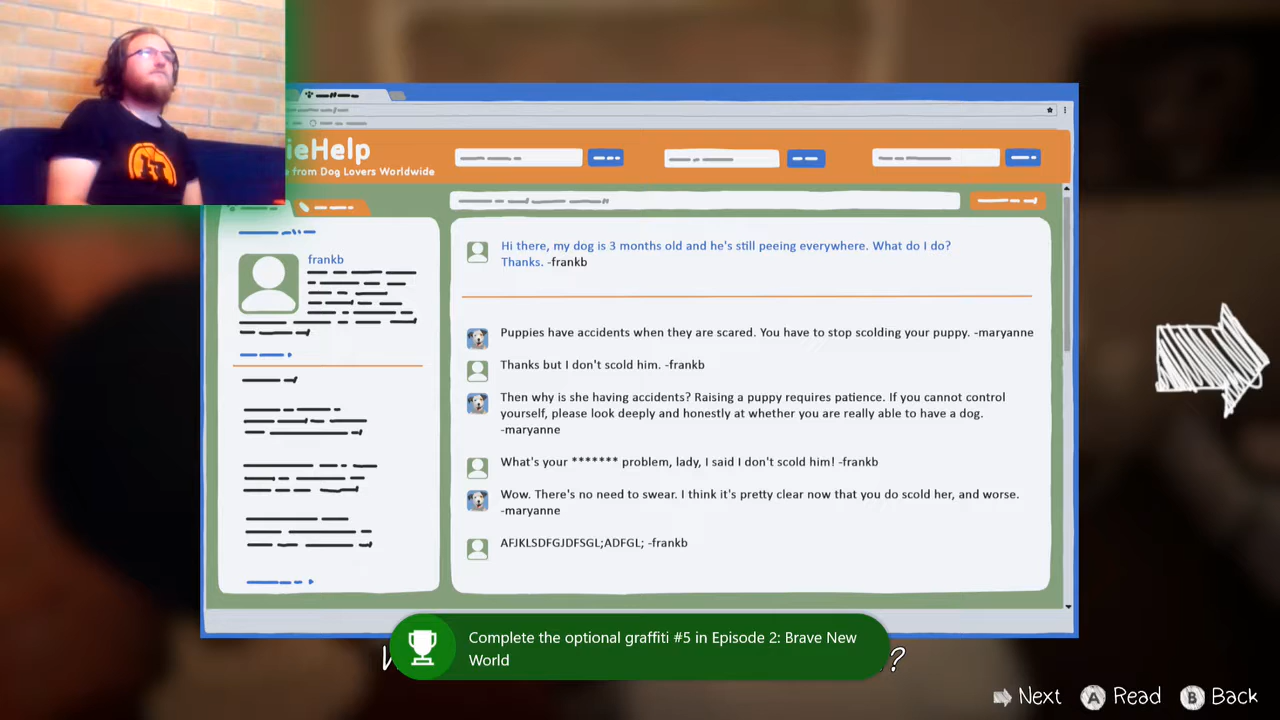 ieHelp
e from Dog Lovers Worldwide
frankb
Hi there, my dog is 3 months old and he's still peeing everywhere. What do I do?
Thanks. -frankb
Puppies have accidents when they are scared. You have to stop scolding your puppy. -maryanne
Thanks but I don't scold him. -frankb
Then why is she having accidents? Raising a puppy requires patience. If you cannot control
yourself, please look deeply and honestly at whether you are really able to have a dog.
-maryanne
What's your ******* problem, lady, I said I don't scold him! -frankb
Wow. There's no need to swear. I think it's pretty clear now that you do scold her, and worse.
-maryanne
AFJKLSDFGJDFSGL;ADFGL; -frankb
Complete the optional graffiti #5 in Episode 2: Brave New
World
?
Next
A Read
B Back